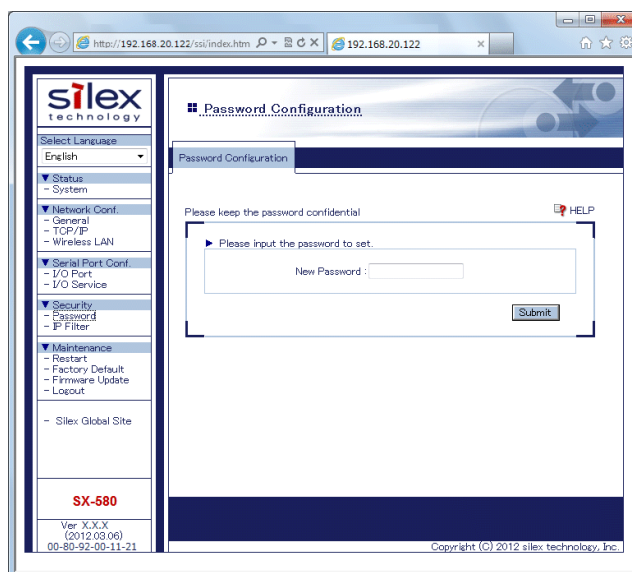 http://192.168.20.122/ssi/index.htm
192.168.20.122
silex
technology
Select Language
English
▼ Status
- System
▼ Network Conf.
- General
- TCP/IP
- Wireless LAN
▼ Serial Port Conf.
- I/O Port
- I/O Service
▼ Security
- Password
- IP Filter
▼ Maintenance
- Restart
- Factory Default
- Firmware Update
- Logout
- Silex Global Site
SX-580
Ver X.X.X
(2012.03.06)
00-80-92-00-11-21
Password Configuration
Password Configuration
Please keep the password confidential
HELP
Please input the password to set.
New Password :
Submit
Copyright (C) 2012 silex technology, Inc.